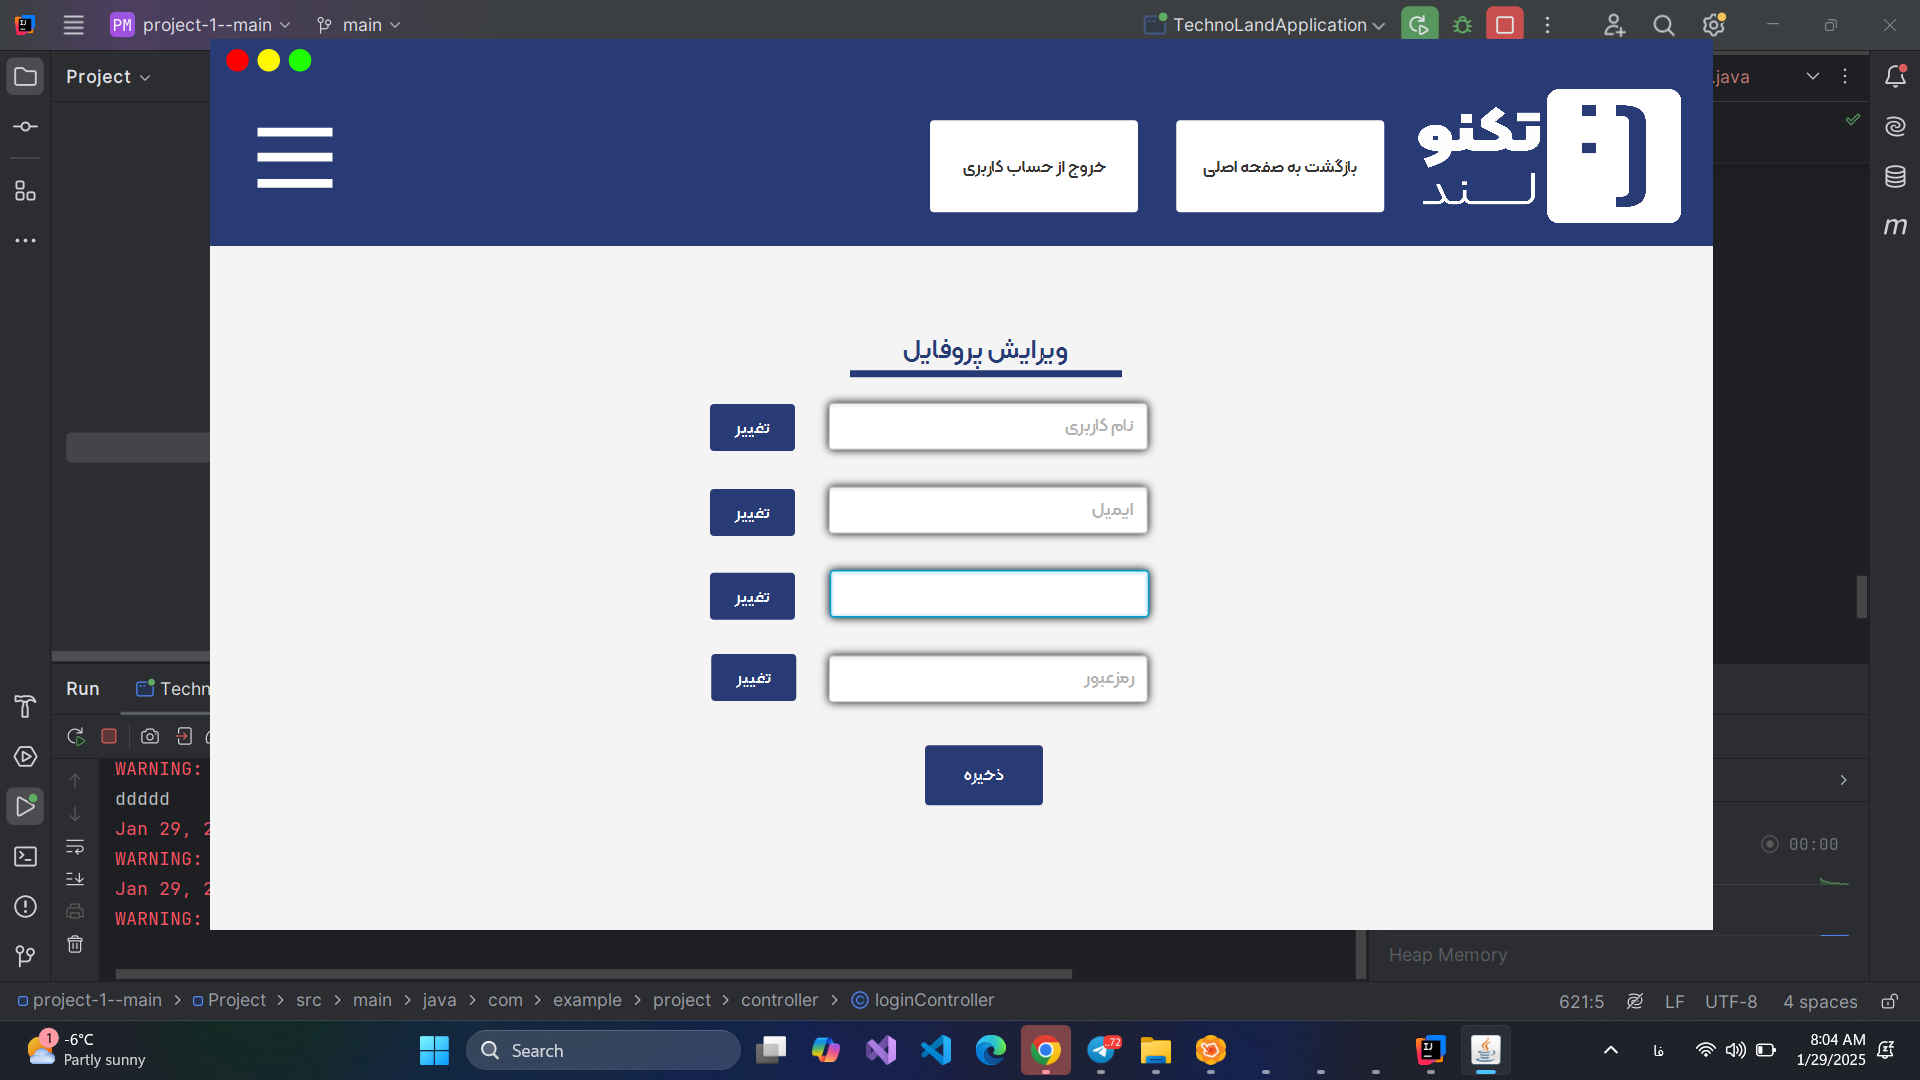 PM project-1--main main TechnoLandApplication
Project .java
تکنو
لند
بازگشت به صفحه اصلی
خروج از حساب کاربری
ویرایش پروفایل
نام کاربری تغییر
ایمیل تغییر
تغییر
رمزعبور تغییر
ذخیره
Run Techn
WARNING:
ddddd
Jan 29, 2
WARNING:
Jan 29, 2
WARNING:
00:00
Heap Memory
project-1--main > Project > src > main > java > com > example > project > controller > loginController
621:5 LF UTF-8 4 spaces
1 -6°C
Partly sunny
Search
..72
فا
8:04 AM
1/29/2025